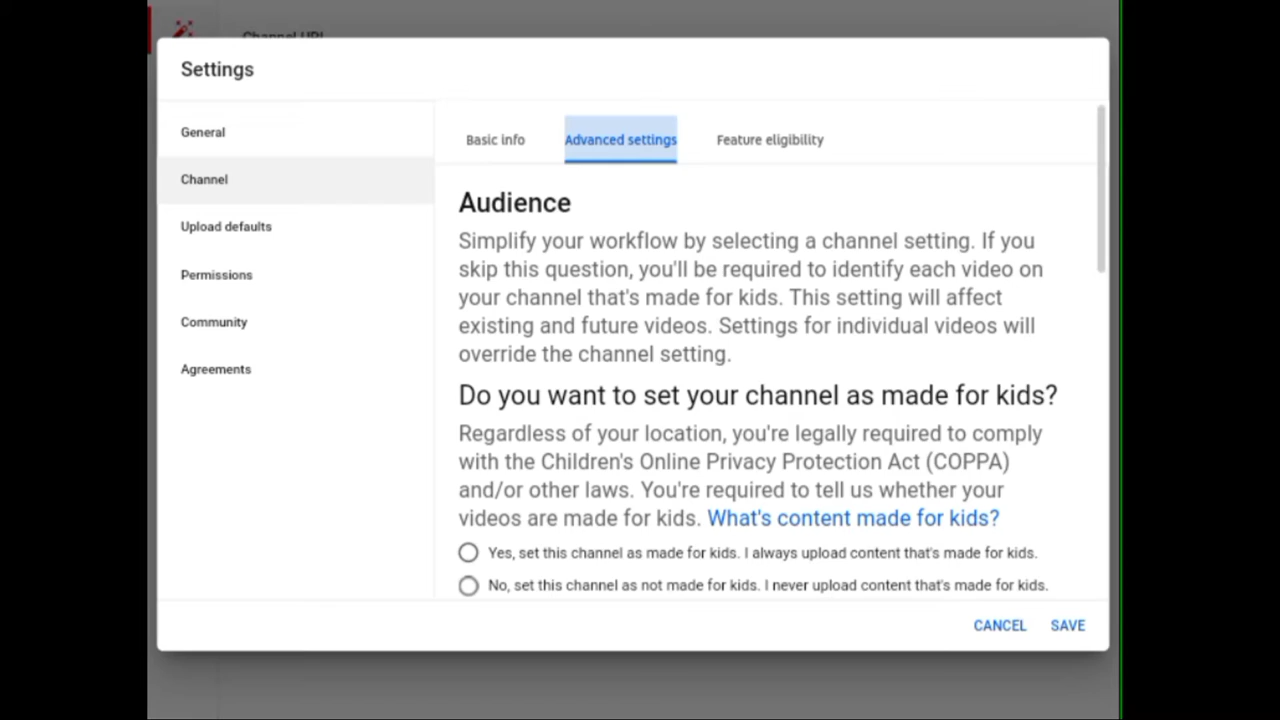 Channel URL
Settings
General
Channel
Upload defaults
Permissions
Community
Agreements
Basic info
Advanced settings
Feature eligibility
Audience
Simplify your workflow by selecting a channel setting. If you
skip this question, you'll be required to identify each video on
your channel that's made for kids. This setting will affect
existing and future videos. Settings for individual videos will
override the channel setting.
Do you want to set your channel as made for kids?
Regardless of your location, you're legally required to comply
with the Children's Online Privacy Protection Act (COPPA)
and/or other laws. You're required to tell us whether your
videos are made for kids. What's content made for kids?
Yes, set this channel as made for kids. I always upload content that's made for kids.
No, set this channel as not made for kids. I never upload content that's made for kids.
CANCEL
SAVE